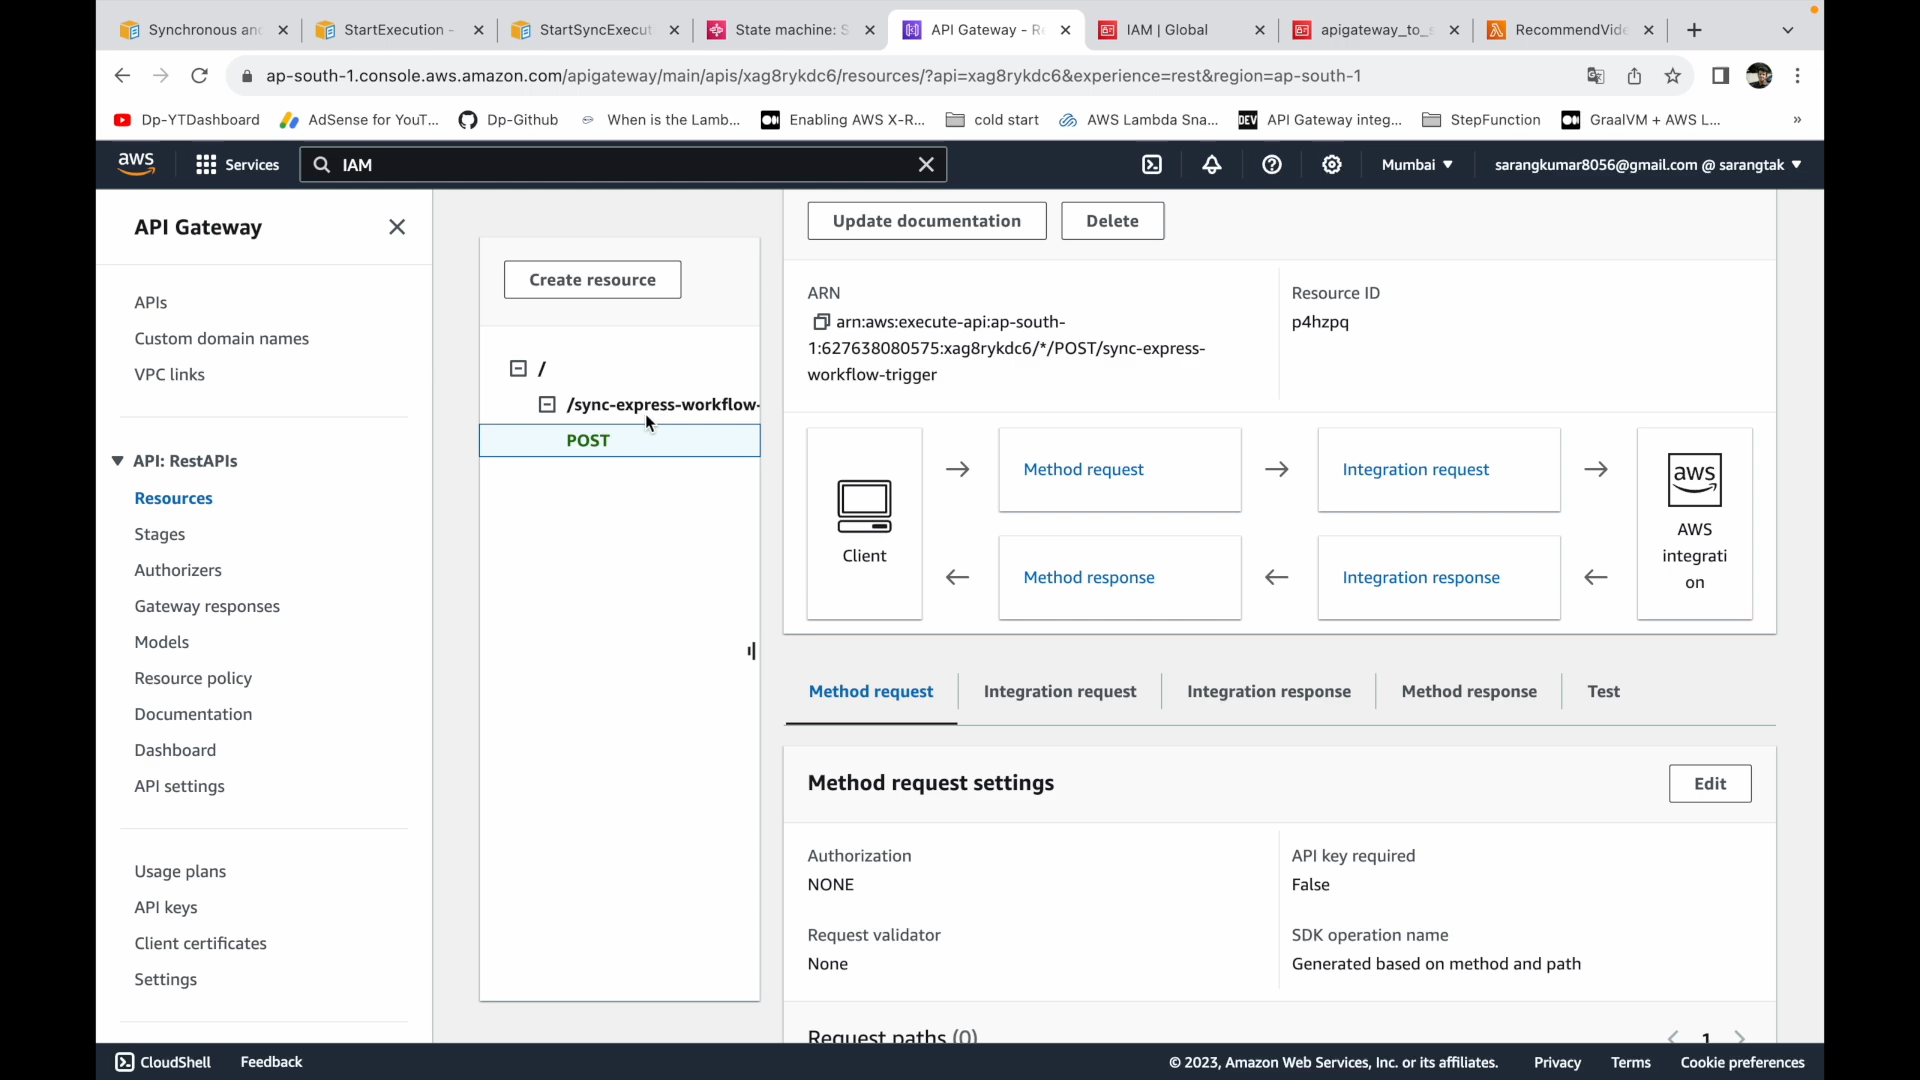 Synchronous and
StartExecution -
StartSyncExecut
State machine: S
API Gateway - Re
IAM | Global
apigateway_to_s
RecommendVide
ap-south-1.console.aws.amazon.com/apigateway/main/apis/xag8rykdc6/resources/?api=xag8rykdc6&experience=rest&region=ap-south-1
Dp-YTDashboard
AdSense for YouT...
Dp-Github
When is the Lamb...
Enabling AWS X-R...
cold start
AWS Lambda Sna...
DEV
API Gateway integ...
StepFunction
GraalVM + AWS L...
»
aws
Services
IAM
Mumbai
sarangkumar8056@gmail.com @ sarangtak
API Gateway
APIs
Custom domain names
VPC links
API: RestAPIs
Resources
Stages
Authorizers
Gateway responses
Models
Resource policy
Documentation
Dashboard
API settings
Usage plans
API keys
Client certificates
Settings
Create resource
/
/sync-express-workflow-
POST
Update documentation
Delete
ARN
arn:aws:execute-api:ap-south-
1:627638080575:xag8rykdc6/*/POST/sync-express-
workflow-trigger
Resource ID
p4hzpq
Client
Method request
Integration request
Method response
Integration response
aws
AWS
integrati
on
Method request
Integration request
Integration response
Method response
Test
Method request settings
Edit
Authorization
NONE
API key required
False
Request validator
None
SDK operation name
Generated based on method and path
Request paths (0)
1
CloudShell
Feedback
© 2023, Amazon Web Services, Inc. or its affiliates.
Privacy
Terms
Cookie preferences